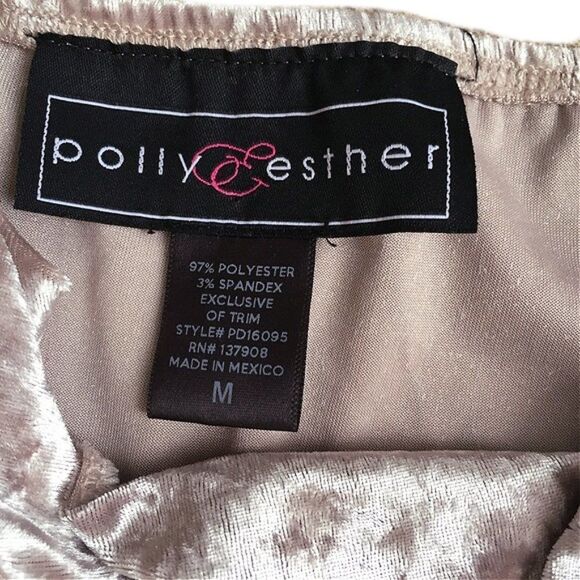 polly & esther
97% POLYESTER
3% SPANDEX
EXCLUSIVE
OF TRIM
STYLE# PD16095
RN# 137908
MADE IN MEXICO
M